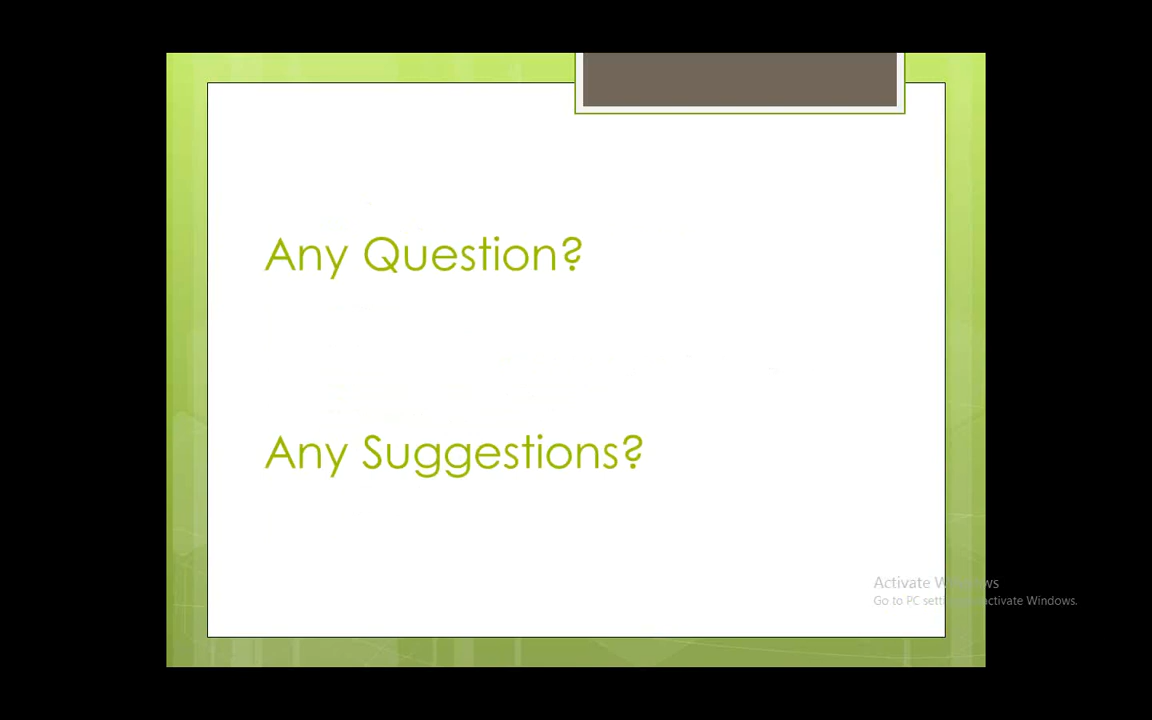 Any Question?
Any Suggestions?
Activate Windows
Go to PC settings to activate Windows.